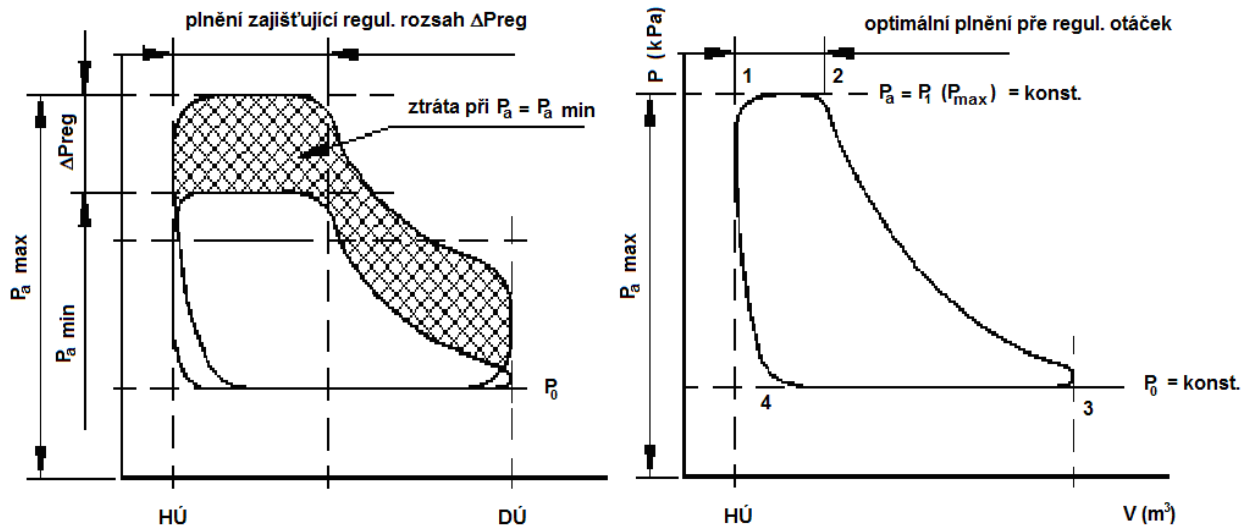 plnění zajišťující regul. rozsah ΔPreg
ztráta při Pa = Pa min
ΔPreg
Pa max
Pa min
P0
HÚ
DÚ
optimální plnění pře regul. otáček
P (kPa)
1
2
Pa = P1 (Pmax) = konst.
Pa max
4
3
P0 = konst.
HÚ
V (m³)